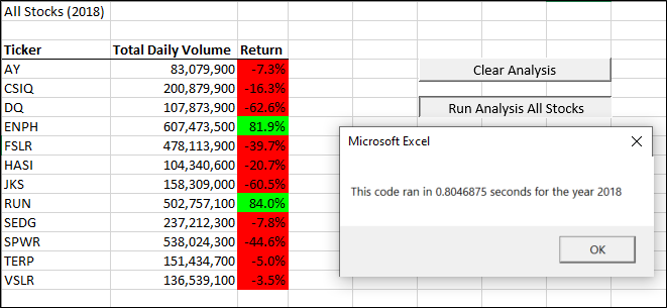 All Stocks (2018)
Ticker Total Daily Volume Return
AY 83,079,900 -7.3%
CSIQ 200,879,900 -16.3%
DQ 107,873,900 -62.6%
ENPH 607,473,500 81.9%
FSLR 478,113,900 -39.7%
HASI 104,340,600 -20.7%
JKS 158,309,000 -60.5%
RUN 502,757,100 84.0%
SEDG 237,212,300 -7.8%
SPWR 538,024,300 -44.6%
TERP 151,434,700 -5.0%
VSLR 136,539,100 -3.5%
Clear Analysis
Run Analysis All Stocks
Microsoft Excel
This code ran in 0.8046875 seconds for the year 2018
OK